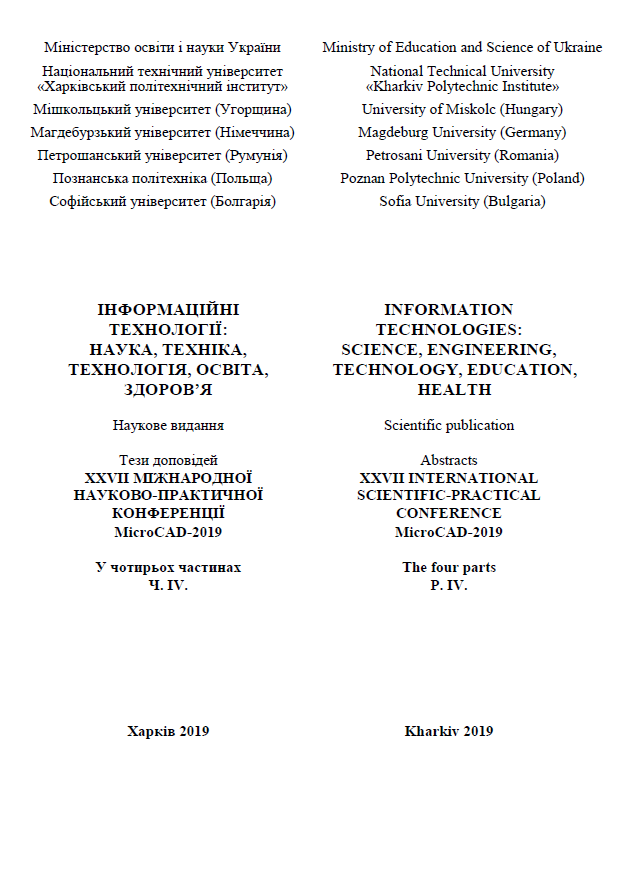 Міністерство освіти і науки України
Національний технічний університет
«Харківський політехнічний інститут»
Мішкольцький університет (Угорщина)
Магдебурзький університет (Німеччина)
Петрошанський університет (Румунія)
Познанська політехніка (Польща)
Софійський університет (Болгарія)
Ministry of Education and Science of Ukraine
National Technical University
«Kharkiv Polytechnic Institute»
University of Miskolc (Hungary)
Magdeburg University (Germany)
Petrosani University (Romania)
Poznan Polytechnic University (Poland)
Sofia University (Bulgaria)
ІНФОРМАЦІЙНІ
ТЕХНОЛОГІЇ:
НАУКА, ТЕХНІКА,
ТЕХНОЛОГІЯ, ОСВІТА,
ЗДОРОВ’Я
Наукове видання
Тези доповідей
XXVII МІЖНАРОДНОЇ
НАУКОВО-ПРАКТИЧНОЇ
КОНФЕРЕНЦІЇ
MicroCAD-2019
У чотирьох частинах
Ч. IV.
Харків 2019
INFORMATION
TECHNOLOGIES:
SCIENCE, ENGINEERING,
TECHNOLOGY, EDUCATION,
HEALTH
Scientific publication
Abstracts
XXVII INTERNATIONAL
SCIENTIFIC-PRACTICAL
CONFERENCE
MicroCAD-2019
The four parts
P. IV.
Kharkiv 2019